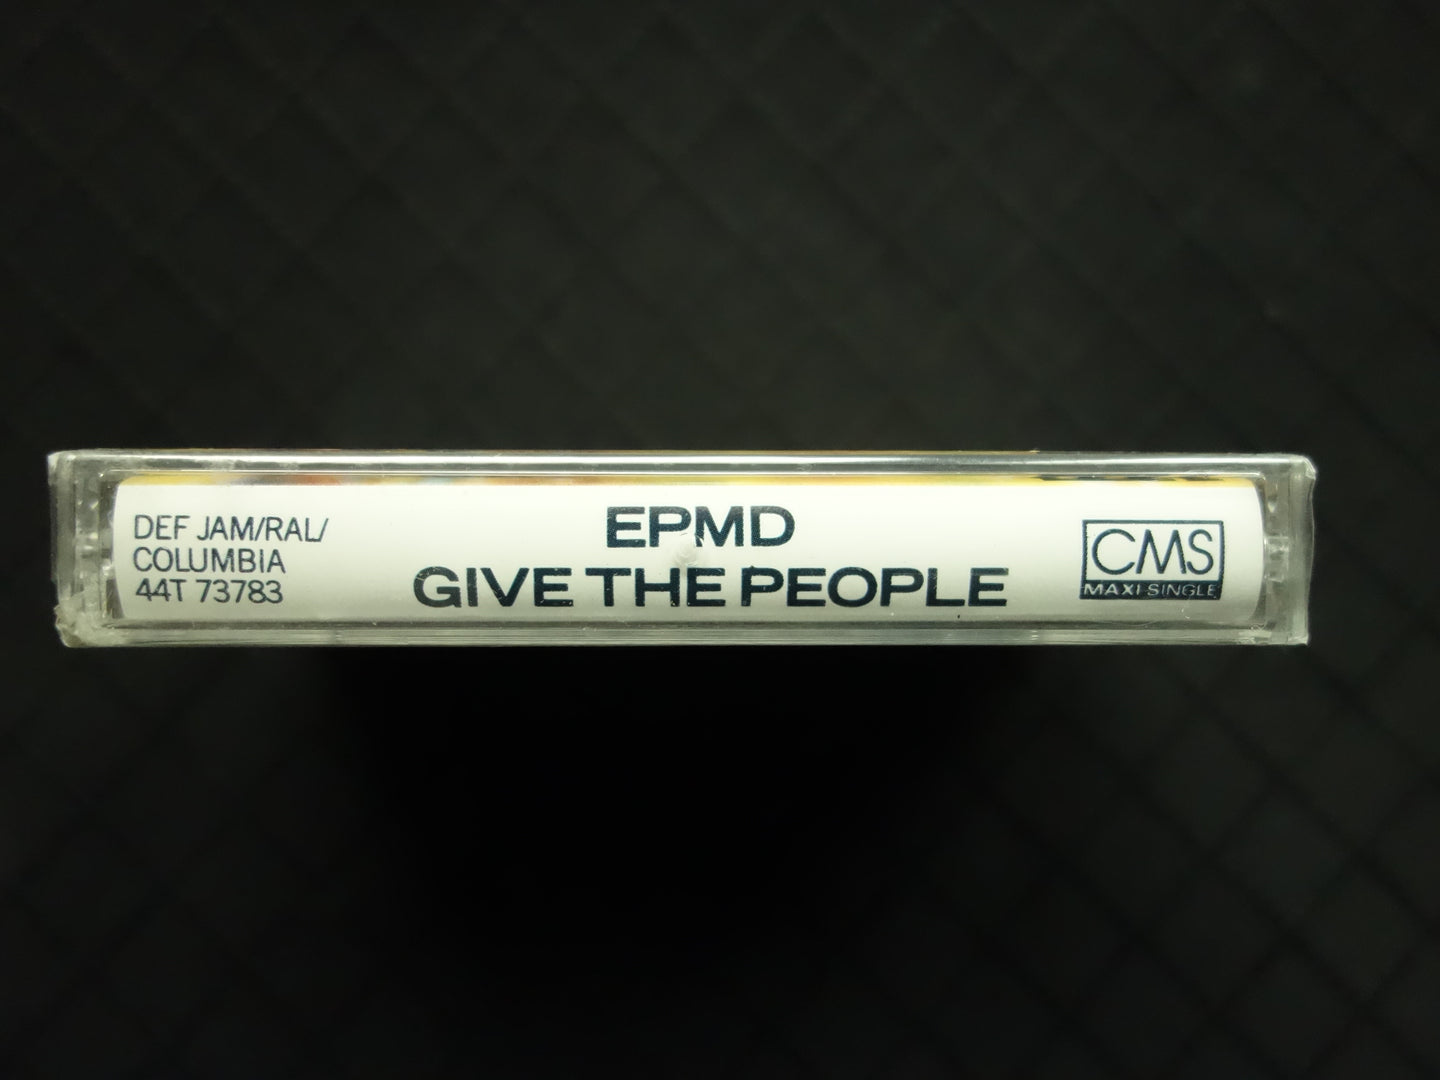 DEF JAM/RAL/
COLUMBIA
44T 73783
EPMD
GIVE THE PEOPLE
CMS
MAXI-SINGLE